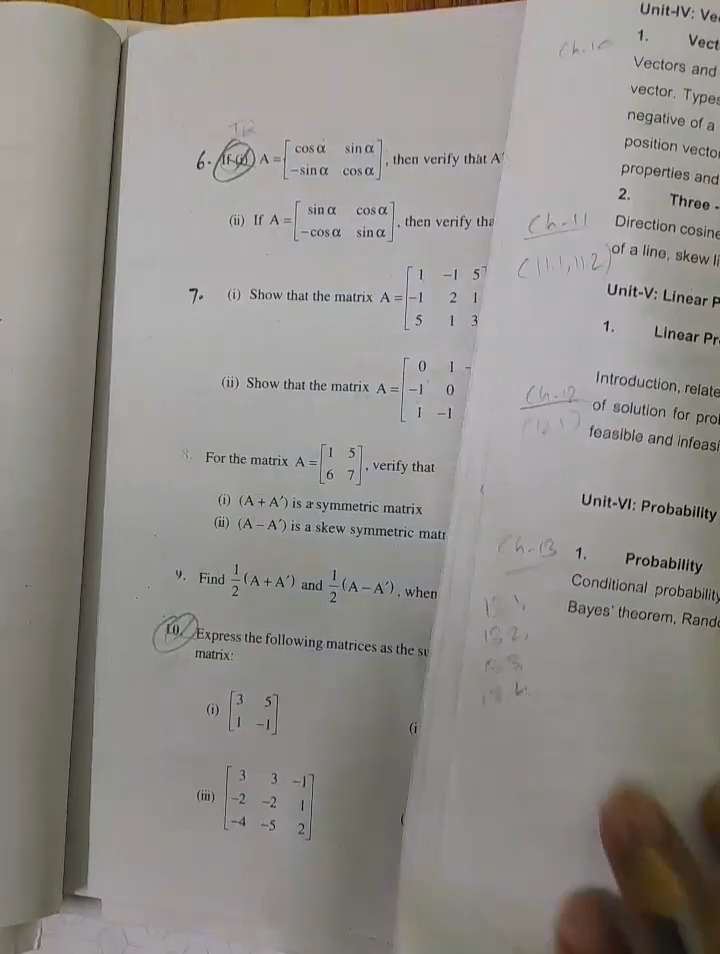 6. If (i) A = [cos α sin α; −sin α cos α], then verify that A′
(ii) If A = [sin α cos α; −cos α sin α], then verify tha
7. (i) Show that the matrix A = [1 −1 5; −1 2 1; 5 1 3
(ii) Show that the matrix A = [0 1 −; −1 0; 1 −1
8. For the matrix A = [1 5; 6 7], verify that
(i) (A + A′) is a symmetric matrix
(ii) (A − A′) is a skew symmetric matr
9. Find 1/2 (A + A′) and 1/2 (A − A′), when
10. Express the following matrices as the su
matrix:
(i) [3 5; 1 −1]
(i
(iii) [3 3 −1; −2 −2 1; −4 −5 2]
(
Unit-IV: Ve
Ch.10
1. Vect
Vectors and
vector. Types
negative of a
position vecto
properties and
2. Three -
Ch-11
Direction cosine
(11.1, 11.2)
of a line, skew li
Unit-V: Linear P
1. Linear Pr
Introduction, relate
Ch.12
of solution for prol
(12.1)
feasible and infeasi
Unit-VI: Probability
Ch-13
1. Probability
Conditional probability
Bayes' theorem, Rando
13.1,
13.2,